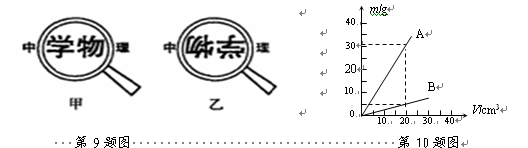 中 学物 理
甲
中 学物 理
乙
第 9 题图
m/g
40
30
20
10
0
A
B
10 20 30 40
V/cm³
第 10 题图